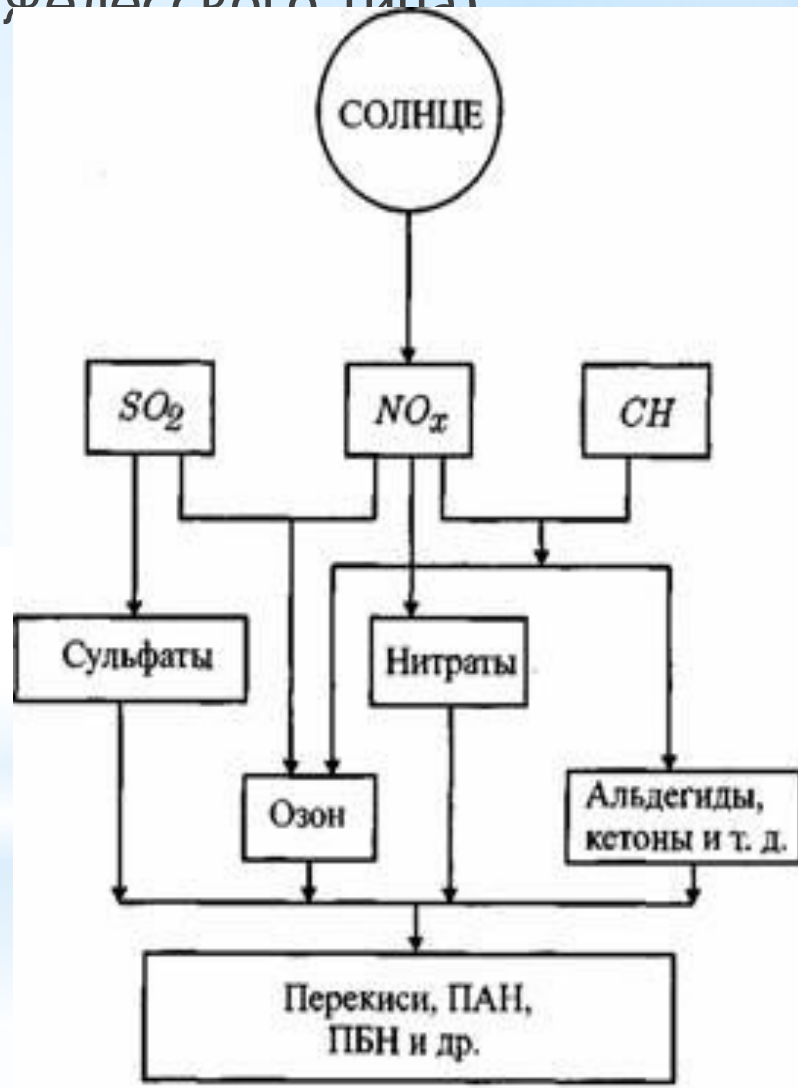 СОЛНЦЕ
SO₂
NOₓ
CH
Сульфаты
Нитраты
Озон
Альдегиды,
кетоны и т. д.
Перекиси, ПАН,
ПБН и др.